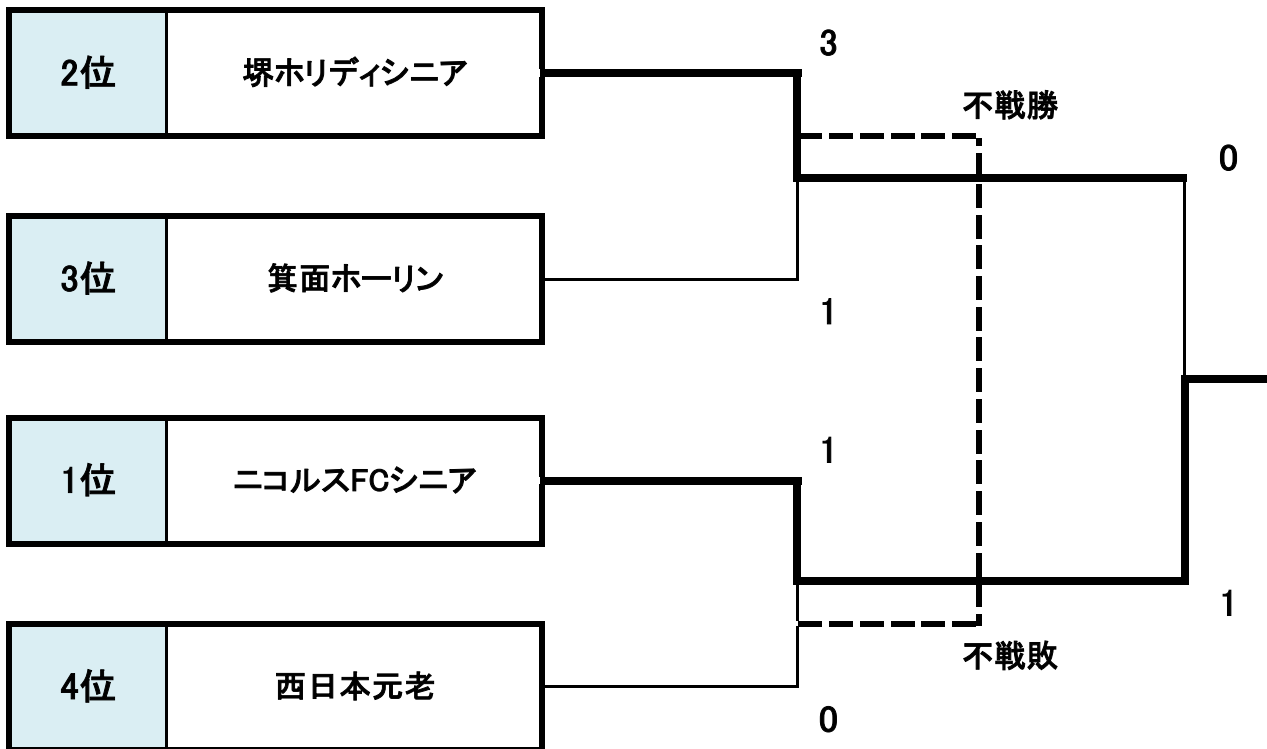 3
2位 堺ホリディシニア
不戦勝
0
3位 箕面ホーリン
1
1
1位 ニコルスFCシニア
1
不戦敗
4位 西日本元老
0